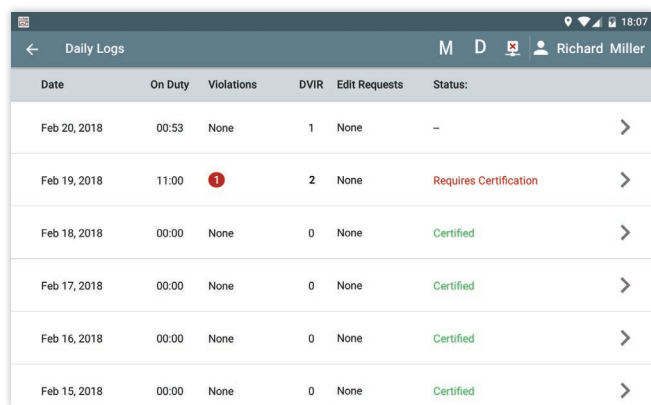 18:07
Daily Logs M D Richard Miller
Date On Duty Violations DVIR Edit Requests Status:
Feb 20, 2018 00:53 None 1 None –
Feb 19, 2018 11:00 1 2 None Requires Certification
Feb 18, 2018 00:00 None 0 None Certified
Feb 17, 2018 00:00 None 0 None Certified
Feb 16, 2018 00:00 None 0 None Certified
Feb 15, 2018 00:00 None 0 None Certified